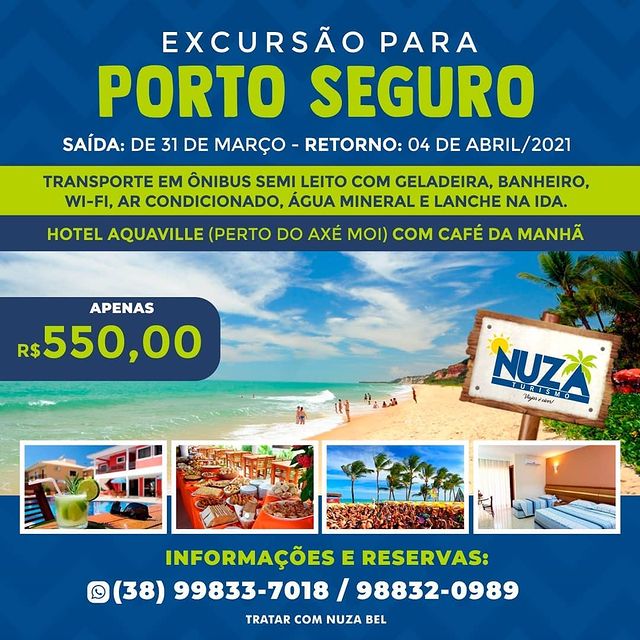 EXCURSÃO PARA
PORTO SEGURO
SAÍDA: DE 31 DE MARÇO - RETORNO: 04 DE ABRIL/2021
TRANSPORTE EM ÔNIBUS SEMI LEITO COM GELADEIRA, BANHEIRO,
WI-FI, AR CONDICIONADO, ÁGUA MINERAL E LANCHE NA IDA.
HOTEL AQUAVILLE (PERTO DO AXÉ MOI) COM CAFÉ DA MANHÃ
APENAS
R$550,00
NUZA
TURISMO
Viajar é viver!
INFORMAÇÕES E RESERVAS:
(38) 99833-7018 / 98832-0989
TRATAR COM NUZA BEL